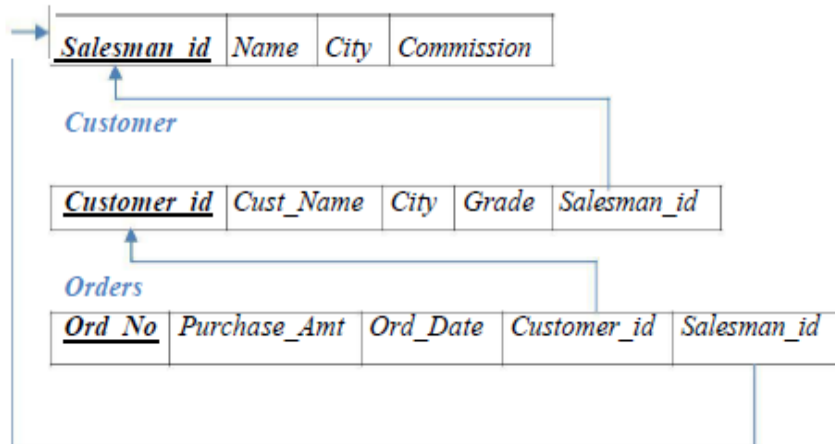 Salesman_id Name City Commission
Customer
Customer_id Cust_Name City Grade Salesman_id
Orders
Ord_No Purchase_Amt Ord_Date Customer_id Salesman_id